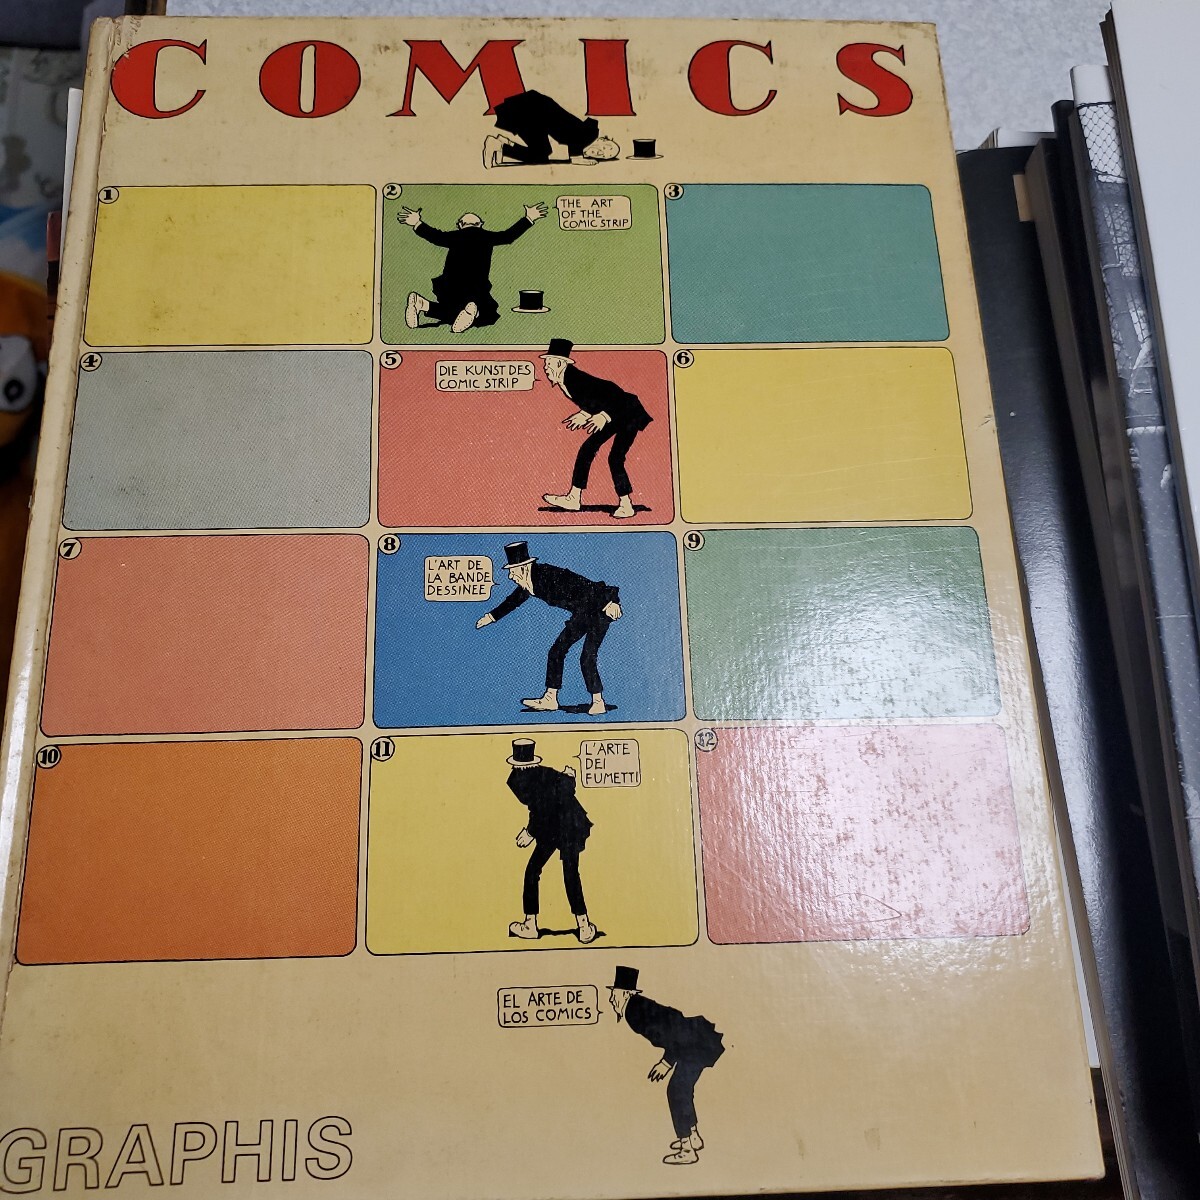 COMICS
1
2
THE ART
OF THE
COMIC STRIP
3
4
5
DIE KUNST DES
COMIC STRIP
6
7
8
L'ART DE
LA BANDE
DESSINEE
9
10
11
L'ARTE
DEI
FUMETTI
12
EL ARTE DE
LOS COMICS
GRAPHIS